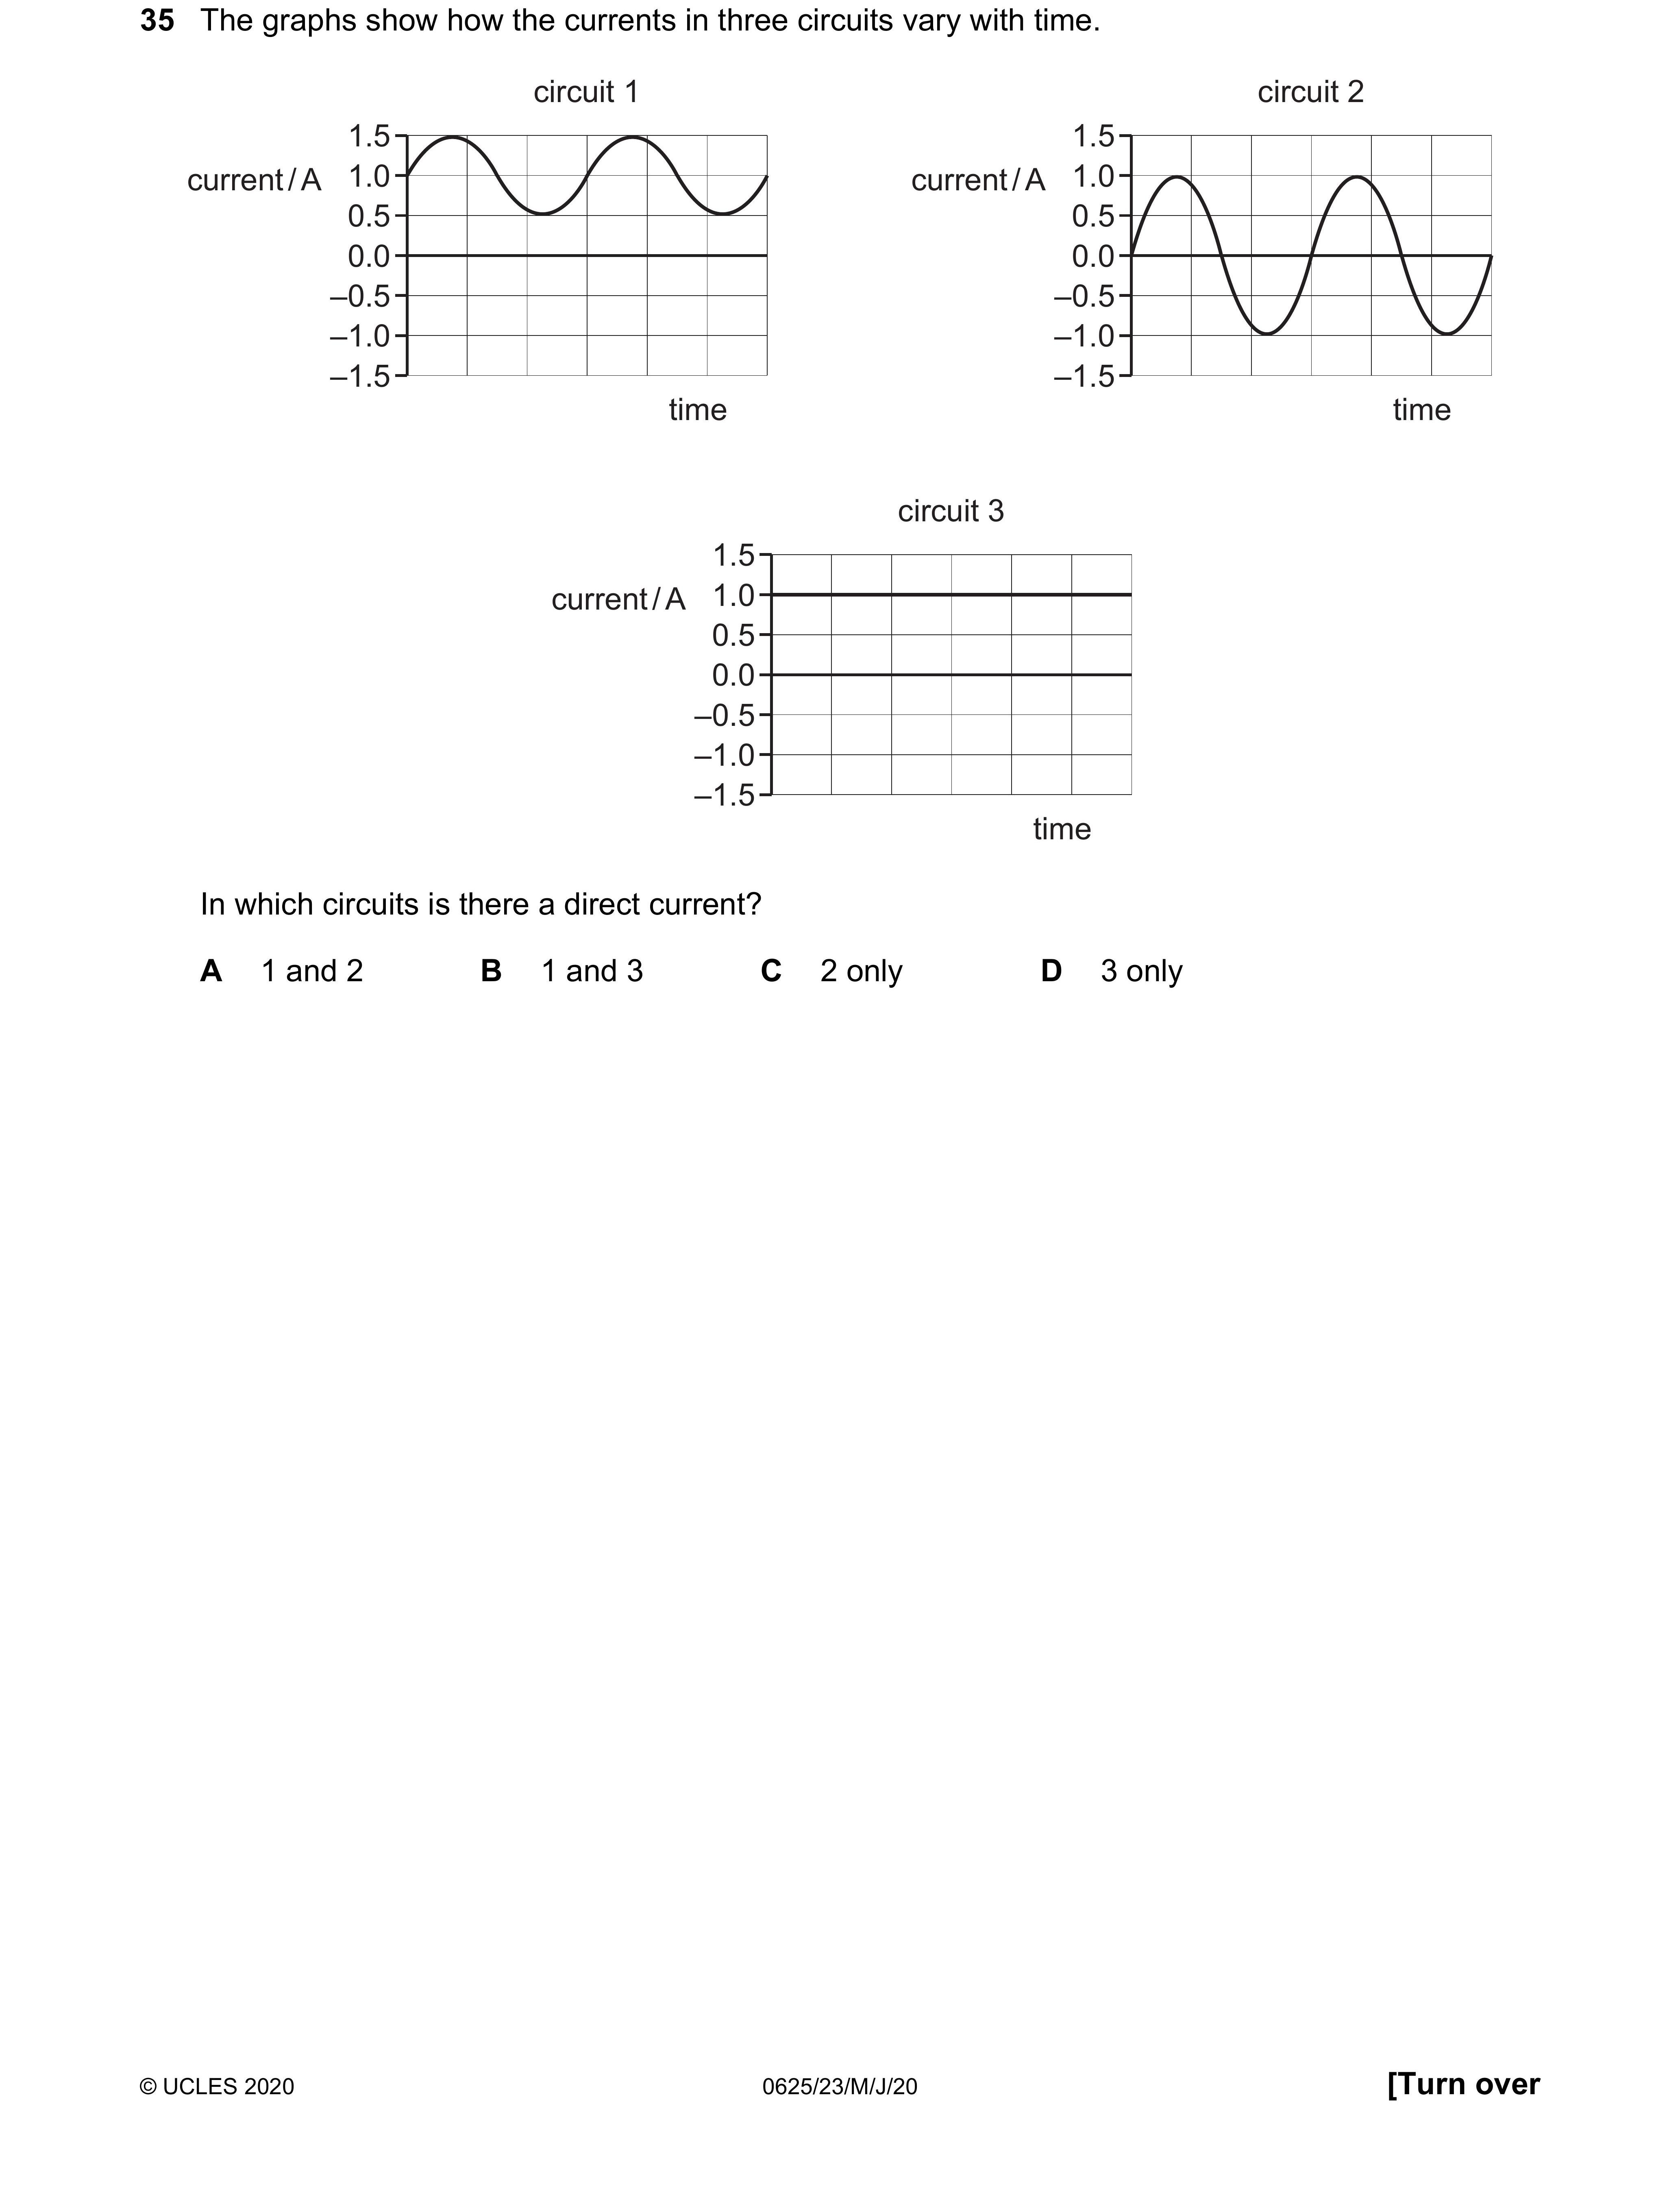 35 The graphs show how the currents in three circuits vary with time.
circuit 1
1.5
current / A 1.0
0.5
0.0
–0.5
–1.0
–1.5
time
circuit 2
1.5
current / A 1.0
0.5
0.0
–0.5
–1.0
–1.5
time
circuit 3
1.5
current / A 1.0
0.5
0.0
–0.5
–1.0
–1.5
time
In which circuits is there a direct current?
A 1 and 2 B 1 and 3 C 2 only D 3 only
© UCLES 2020 0625/23/M/J/20 [Turn over